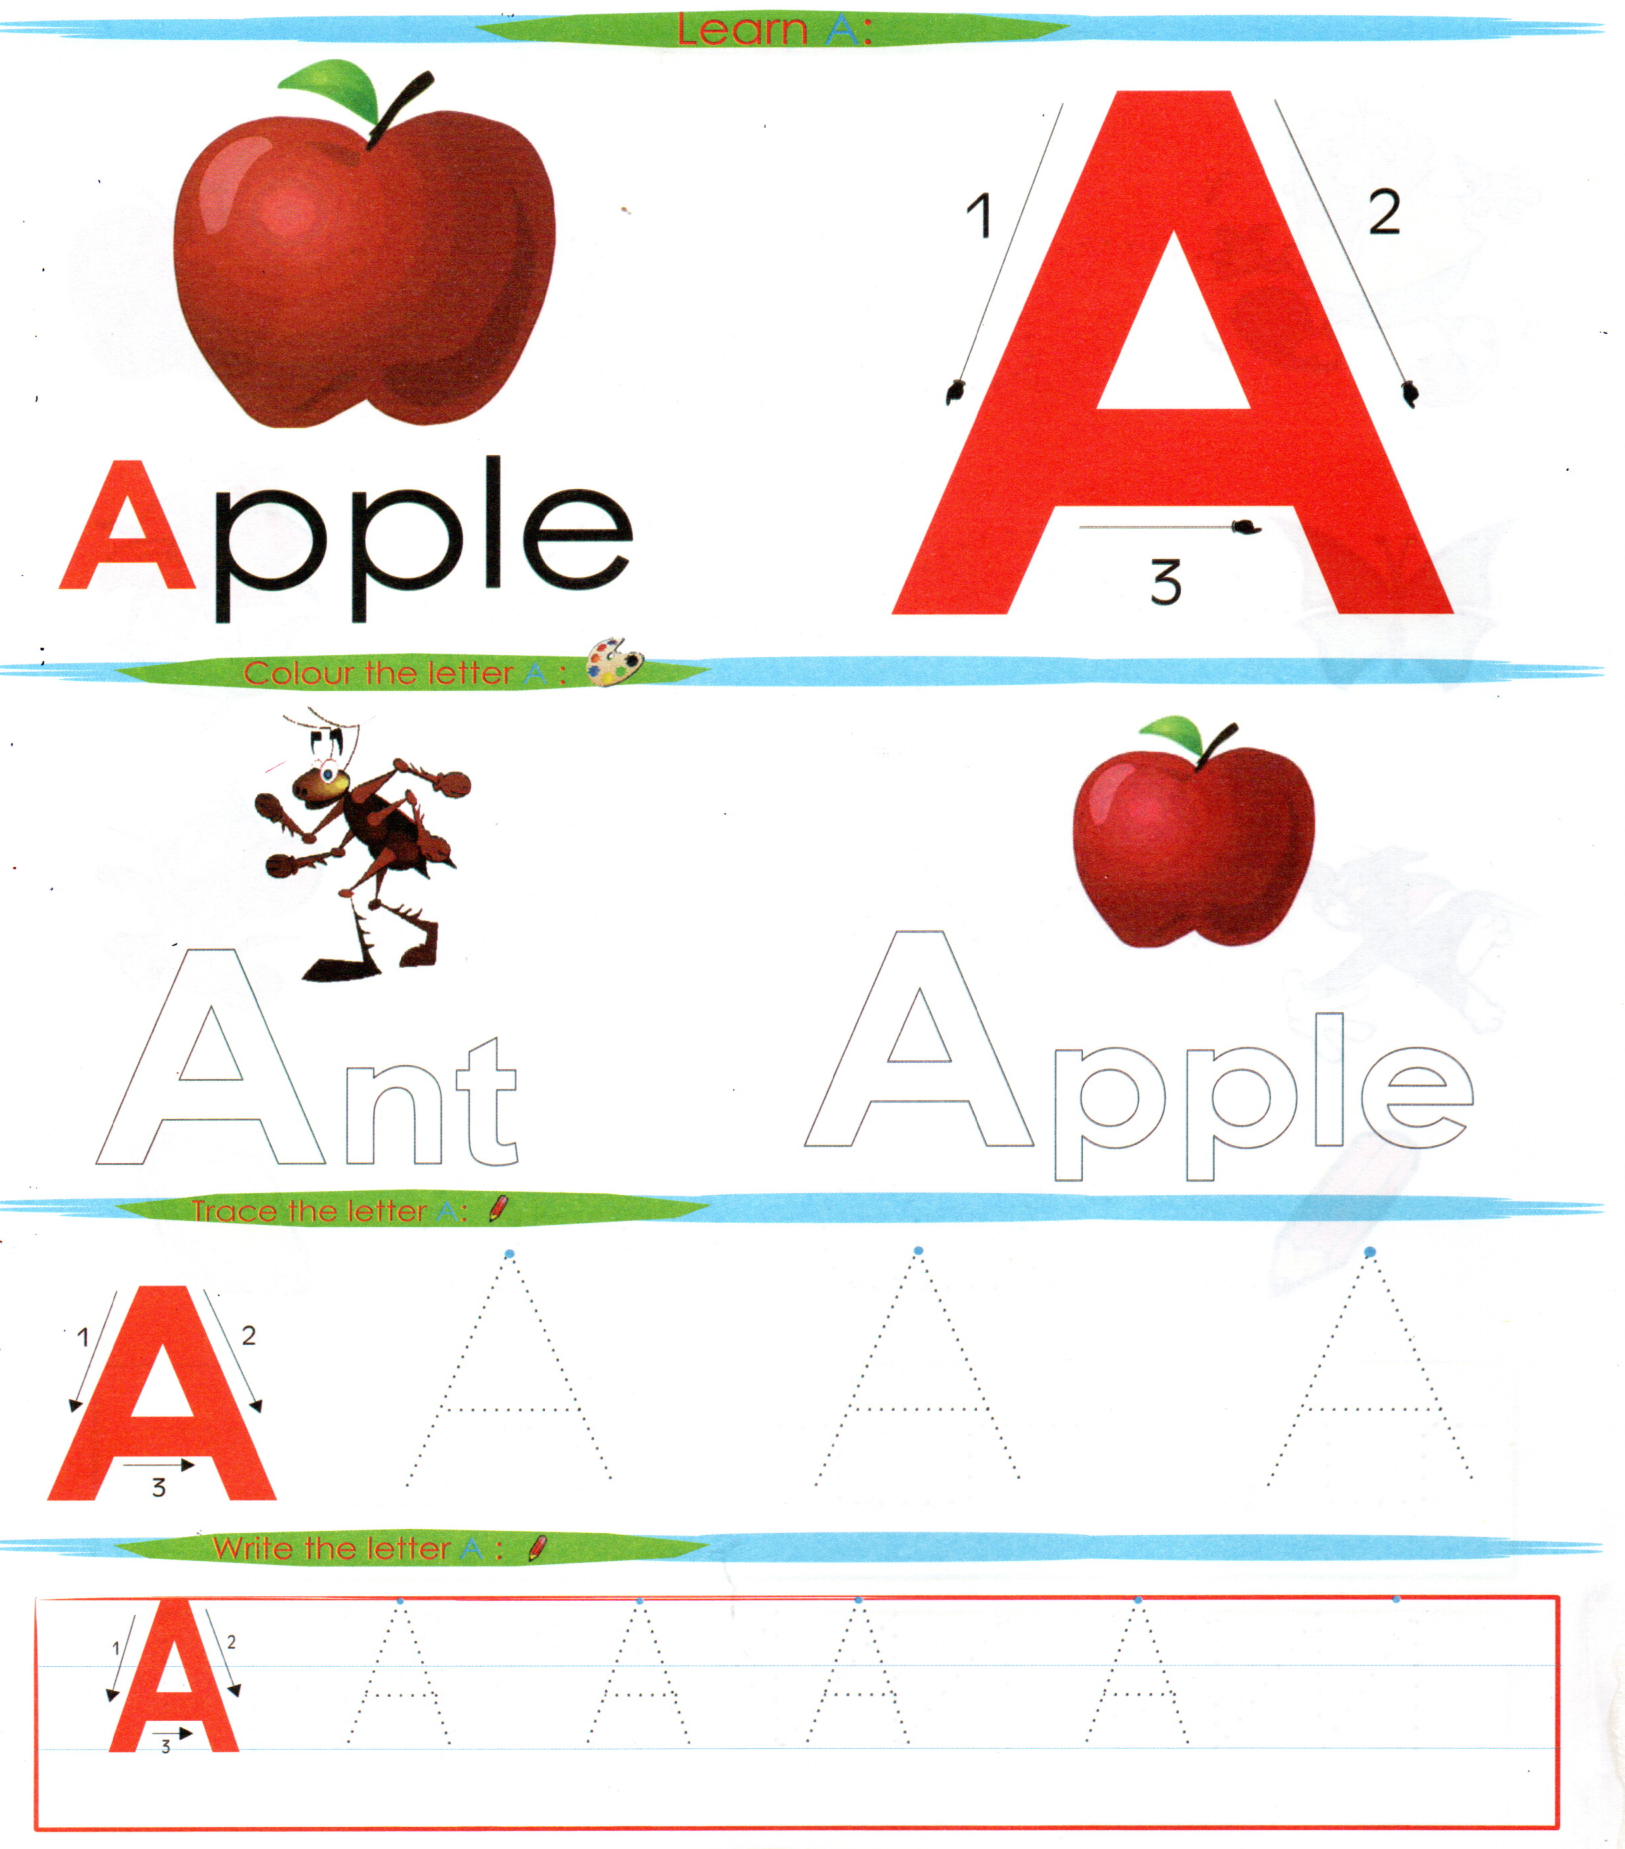 Learn A:
Apple
A
1
2
3
Colour the letter A :
Ant
Apple
Trace the letter A:
A
1
2
3
A A A
Write the letter A :
A
1
2
3
A A A A